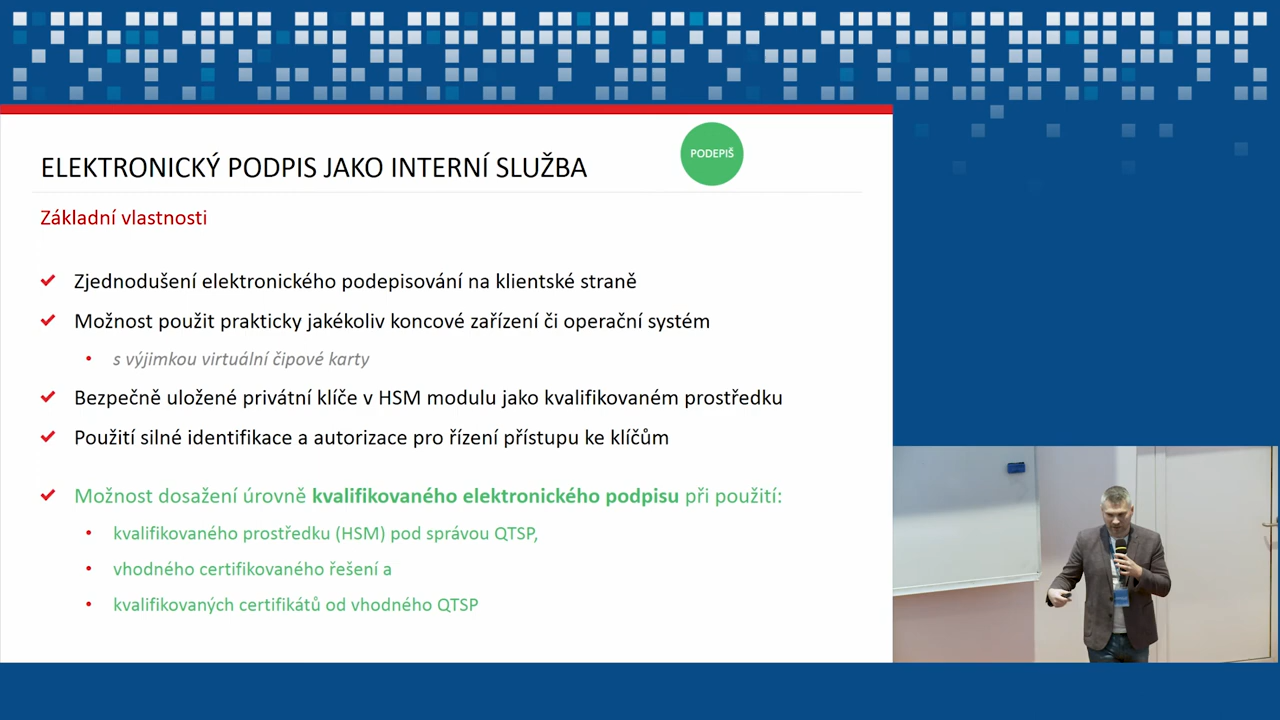 ELEKTRONICKÝ PODPIS JAKO INTERNÍ SLUŽBA
PODEPIŠ
Základní vlastnosti
Zjednodušení elektronického podepisování na klientské straně
Možnost použit prakticky jakékoliv koncové zařízení či operační systém
s výjimkou virtuální čipové karty
Bezpečně uložené privátní klíče v HSM modulu jako kvalifikovaném prostředku
Použití silné identifikace a autorizace pro řízení přístupu ke klíčům
Možnost dosažení úrovně kvalifikovaného elektronického podpisu při použití:
kvalifikovaného prostředku (HSM) pod správou QTSP,
vhodného certifikovaného řešení a
kvalifikovaných certifikátů od vhodného QTSP